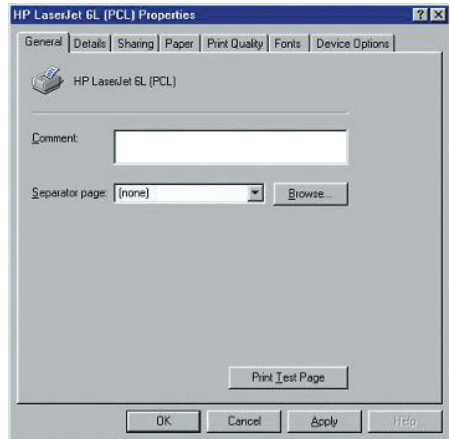 HP LaserJet 6L (PCL) Properties
General Details Sharing Paper Print Quality Fonts Device Options
HP LaserJet 6L (PCL)
Comment:
Separator page: (none) Browse...
Print Test Page
OK Cancel Apply Help